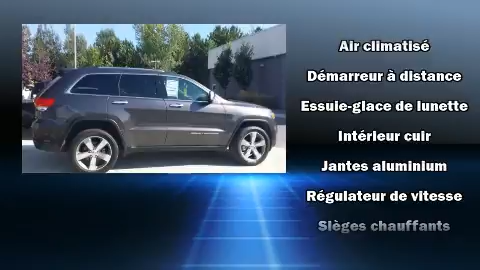 Air climatisé
Démarreur à distance
Essuie-glace de lunette
Intérieur cuir
Jantes aluminium
Régulateur de vitesse
Sièges chauffants